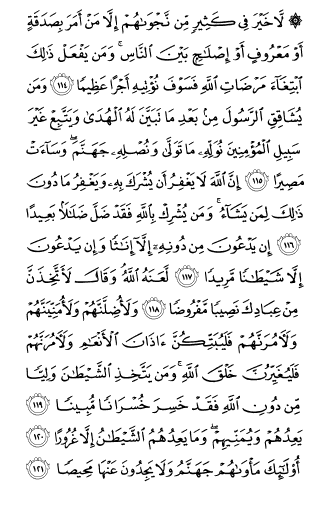 ۞ لَّا خَيْرَ فِي كَثِيرٍ مِّن نَّجْوَىٰهُمْ إِلَّا مَنْ أَمَرَ بِصَدَقَةٍ
أَوْ مَعْرُوفٍ أَوْ إِصْلَٰحٍۭ بَيْنَ ٱلنَّاسِ ۚ وَمَن يَفْعَلْ ذَٰلِكَ
ٱبْتِغَآءَ مَرْضَاتِ ٱللَّهِ فَسَوْفَ نُؤْتِيهِ أَجْرًا عَظِيمًا ١١٤ وَمَن
يُشَاقِقِ ٱلرَّسُولَ مِنۢ بَعْدِ مَا تَبَيَّنَ لَهُ ٱلْهُدَىٰ وَيَتَّبِعْ غَيْرَ
سَبِيلِ ٱلْمُؤْمِنِينَ نُوَلِّهِۦ مَا تَوَلَّىٰ وَنُصْلِهِۦ جَهَنَّمَ ۖ وَسَآءَتْ
مَصِيرًا ١١٥ إِنَّ ٱللَّهَ لَا يَغْفِرُ أَن يُشْرَكَ بِهِۦ وَيَغْفِرُ مَا دُونَ
ذَٰلِكَ لِمَن يَشَآءُ ۚ وَمَن يُشْرِكْ بِٱللَّهِ فَقَدْ ضَلَّ ضَلَٰلًۢا بَعِيدًا
١١٦ إِن يَدْعُونَ مِن دُونِهِۦٓ إِلَّآ إِنَٰثًا وَإِن يَدْعُونَ
إِلَّا شَيْطَٰنًا مَّرِيدًا ١١٧ لَّعَنَهُ ٱللَّهُ ۘ وَقَالَ لَأَتَّخِذَنَّ
مِنْ عِبَادِكَ نَصِيبًا مَّفْرُوضًا ١١٨ وَلَأُضِلَّنَّهُمْ وَلَأُمَنِّيَنَّهُمْ
وَلَءَامُرَنَّهُمْ فَلَيُبَتِّكُنَّ ءَاذَانَ ٱلْأَنْعَٰمِ وَلَءَامُرَنَّهُمْ
فَلَيُغَيِّرُنَّ خَلْقَ ٱللَّهِ ۚ وَمَن يَتَّخِذِ ٱلشَّيْطَٰنَ وَلِيًّا
مِّن دُونِ ٱللَّهِ فَقَدْ خَسِرَ خُسْرَانًا مُّبِينًا ١١٩
يَعِدُهُمْ وَيُمَنِّيهِمْ ۖ وَمَا يَعِدُهُمُ ٱلشَّيْطَٰنُ إِلَّا غُرُورًا ١٢٠
أُو۟لَٰٓئِكَ مَأْوَىٰهُمْ جَهَنَّمُ وَلَا يَجِدُونَ عَنْهَا مَحِيصًا ١٢١